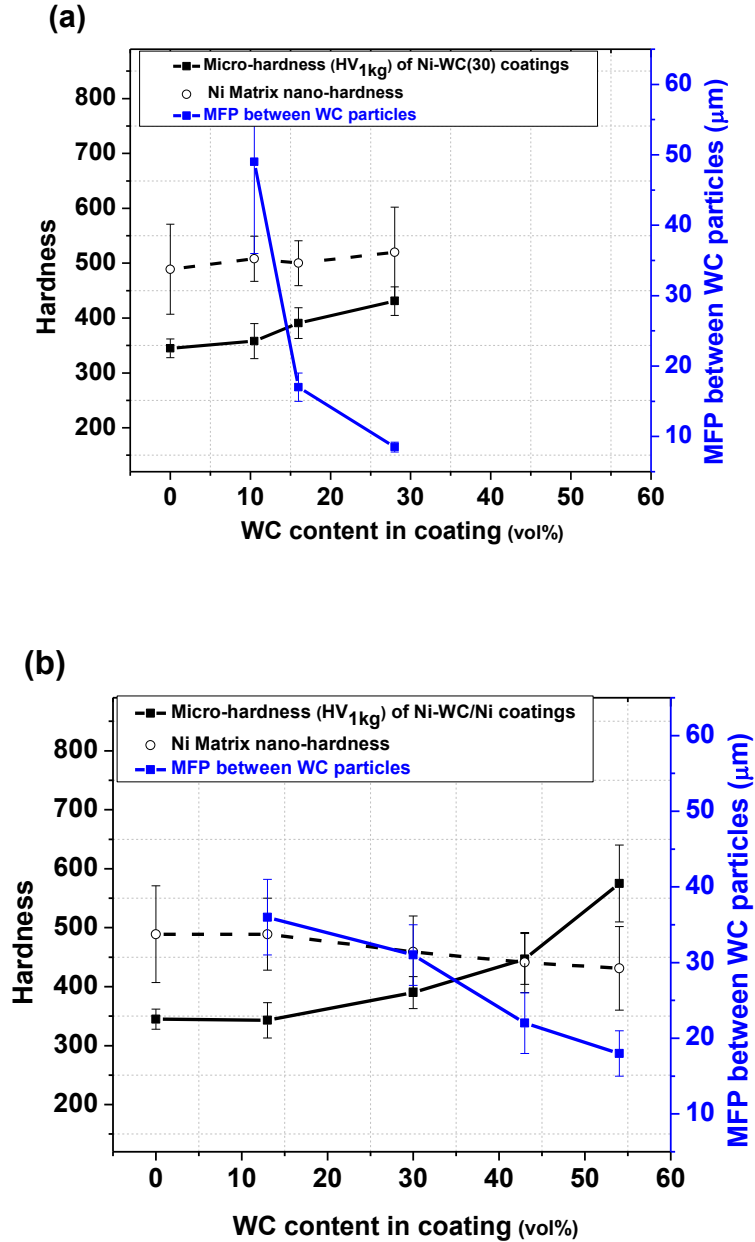 (a)
Micro-hardness (HV1kg) of Ni-WC(30) coatings
Ni Matrix nano-hardness
MFP between WC particles
800
700
600
500
400
300
200
Hardness
60
50
40
30
20
10
MFP between WC particles (μm)
0 10 20 30 40 50 60
WC content in coating (vol%)
(b)
Micro-hardness (HV1kg) of Ni-WC/Ni coatings
Ni Matrix nano-hardness
MFP between WC particles
800
700
600
500
400
300
200
Hardness
60
50
40
30
20
10
MFP between WC particles (μm)
0 10 20 30 40 50 60
WC content in coating (vol%)